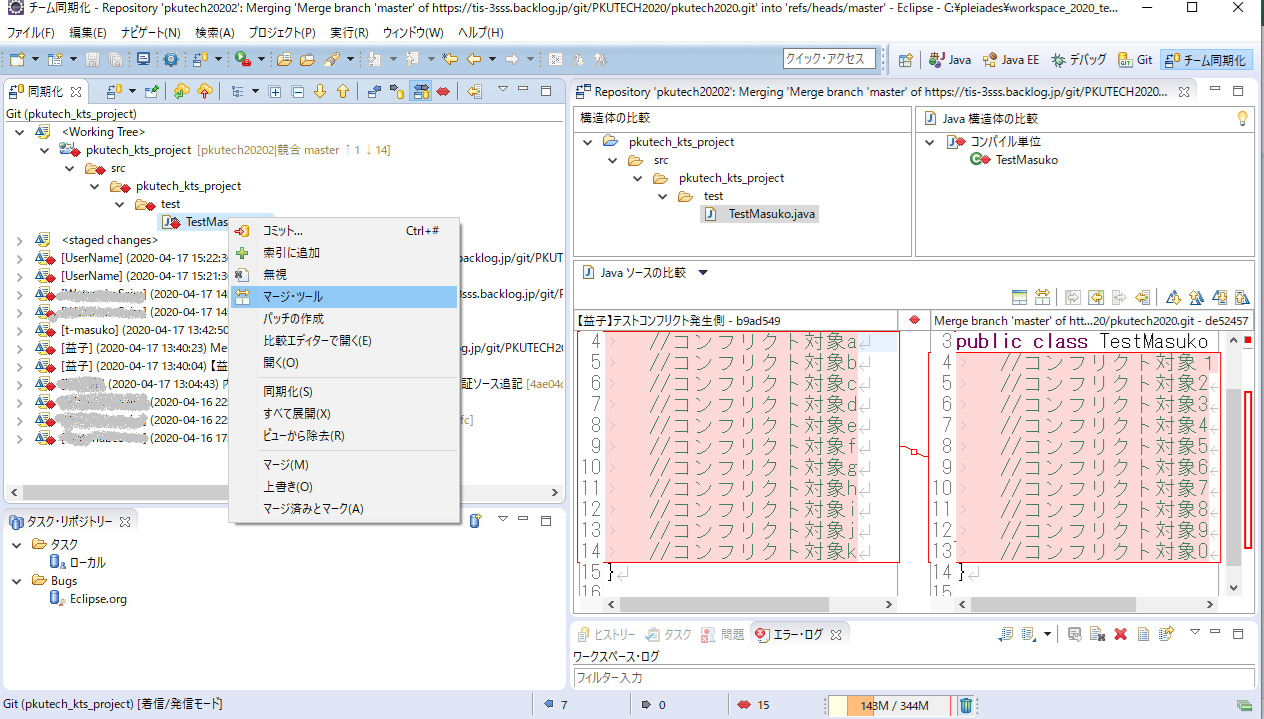 チーム同期化 - Repository 'pkutech20202': Merging 'Merge branch 'master' of https://tis-3sss.backlog.jp/git/PKUTECH2020/pkutech2020.git' into 'refs/heads/master' - Eclipse - C:¥pleiades¥workspace_2020_te...
ファイル(F) 編集(E) ナビゲート(N) 検索(A) プロジェクト(P) 実行(R) ウィンドウ(W) ヘルプ(H)
クイック・アクセス Java Java EE デバッグ Git チーム同期化
同期化
Git (pkutech_kts_project)
<Working Tree>
pkutech_kts_project [pkutech20202|競合 master ↑1 ↓14]
src
pkutech_kts_project
test
TestMas
<staged changes>
[UserName] (2020-04-17 15:22:3 backlog.jp/git/PKUT
[UserName] (2020-04-17 15:21:3
(2020-04-17 14: 3sss.backlog.jp/git/P
(2020-04-17 14:
[t-masuko] (2020-04-17 13:42:50
[益子] (2020-04-17 13:40:23) Me og.jp/git/PKUTECH20
[益子] (2020-04-17 13:40:04) 【益
(2020-04-17 13:04:43) 内 証ソース追記 [4ae04c
(2020-04-16 22:
(2020-04-16 22: fc]
(2020-04-16 17:
コミット... Ctrl+#
索引に追加
無視
マージ・ツール
パッチの作成
比較エディターで開く(E)
開く(O)
同期化(S)
すべて展開(X)
ビューから除去(R)
マージ(M)
上書き(O)
マージ済みとマーク(A)
タスク・リポジトリー
タスク
ローカル
Bugs
Eclipse.org
Repository 'pkutech20202': Merging 'Merge branch 'master' of https://tis-3sss.backlog.jp/git/PKUTECH2020...
構造体の比較
pkutech_kts_project
src
pkutech_kts_project
test
TestMasuko.java
Java 構造体の比較
コンパイル単位
TestMasuko
Java ソースの比較
【益子】テストコンフリクト発生側 - b9ad549
4 //コンフリクト対象a
5 //コンフリクト対象b
6 //コンフリクト対象c
7 //コンフリクト対象d
8 //コンフリクト対象e
9 //コンフリクト対象f
10 //コンフリクト対象g
11 //コンフリクト対象h
12 //コンフリクト対象i
13 //コンフリクト対象j
14 //コンフリクト対象k
15 }
16
Merge branch 'master' of htt...20/pkutech2020.git - de52457
3 public class TestMasuko
4 //コンフリクト対象1
5 //コンフリクト対象2
6 //コンフリクト対象3
7 //コンフリクト対象4
8 //コンフリクト対象5
9 //コンフリクト対象6
10 //コンフリクト対象7
11 //コンフリクト対象8
12 //コンフリクト対象9
13 //コンフリクト対象0
14 }
15
ヒストリー タスク 問題 エラー・ログ
ワークスペース・ログ
フィルター入力
Git (pkutech_kts_project) [着信/発信モード] 7 0 15 143M / 344M